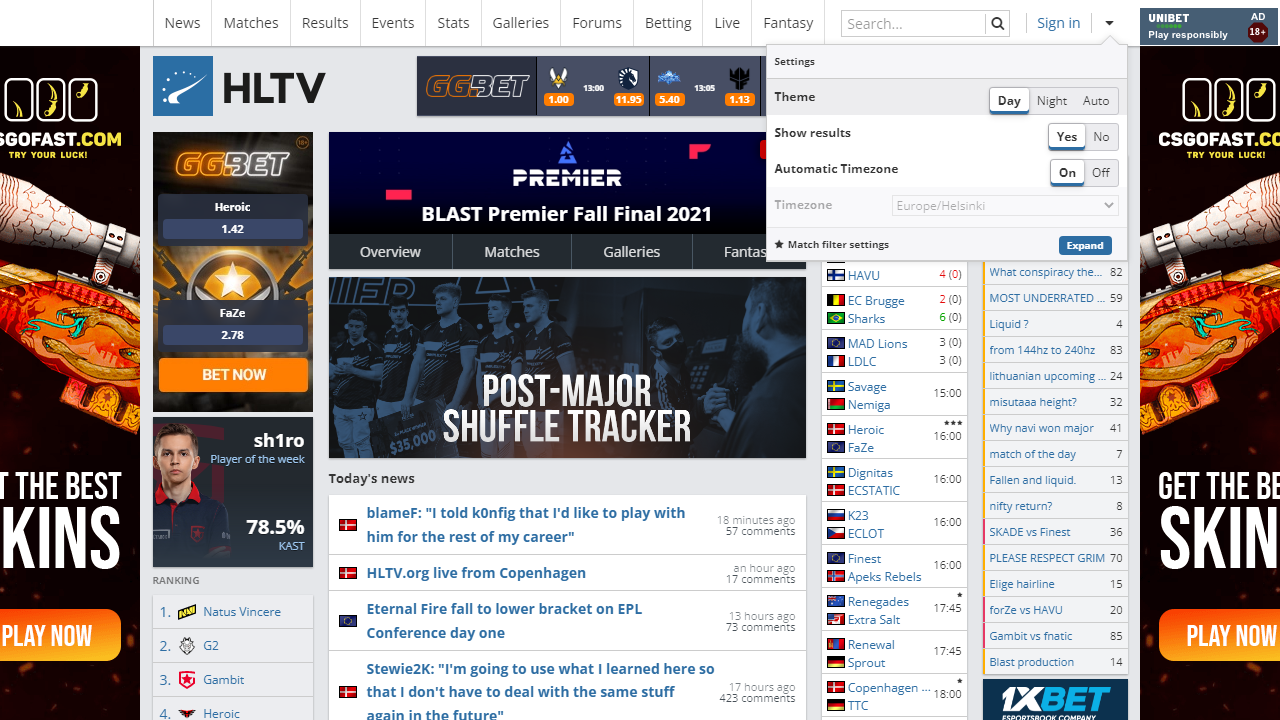 News
Matches
Results
Events
Stats
Galleries
Forums
Betting
Live
Fantasy
Search...
Sign in
UNIBET
AD
Play responsibly
18+
Settings
Theme
Day
Night
Auto
Show results
Yes
No
Automatic Timezone
On
Off
Timezone
Europe/Helsinki
Match filter settings
Expand
HLTV
GG.BET
1.00
13:00
11.95
5.40
13:05
1.13
CSGOFAST.COM
TRY YOUR LUCK!
T THE BEST
KINS
PLAY NOW
18+
GG.BET
Heroic
1.42
FaZe
2.78
BET NOW
sh1ro
Player of the week
78.5%
KAST
RANKING
1.
Natus Vincere
2.
G2
3.
Gambit
4.
Heroic
PREMIER
BLAST Premier Fall Final 2021
Overview
Matches
Galleries
Fantas
$35,000
POST-MAJOR
SHUFFLE TRACKER
Today's news
blameF: "I told k0nfig that I'd like to play with
him for the rest of my career"
18 minutes ago
57 comments
HLTV.org live from Copenhagen
an hour ago
17 comments
Eternal Fire fall to lower bracket on EPL
Conference day one
13 hours ago
73 comments
Stewie2K: "I'm going to use what I learned here so
that I don't have to deal with the same stuff
again in the future"
17 hours ago
423 comments
HAVU
4 (0)
EC Brugge
2 (0)
Sharks
6 (0)
MAD Lions
3 (0)
LDLC
3 (0)
Savage
Nemiga
15:00
Heroic
FaZe
16:00
Dignitas
ECSTATIC
16:00
K23
ECLOT
16:00
Finest
Apeks Rebels
16:00
Renegades
Extra Salt
17:45
Renewal
Sprout
17:45
Copenhagen ...
TTC
18:00
What conspiracy the...
82
MOST UNDERRATED ...
59
Liquid ?
4
from 144hz to 240hz
83
lithuanian upcoming ...
24
misutaaa height?
32
Why navi won major
41
match of the day
7
Fallen and liquid.
13
nifty return?
8
SKADE vs Finest
36
PLEASE RESPECT GRIM
70
Elige hairline
15
forZe vs HAVU
20
Gambit vs fnatic
85
Blast production
14
1XBET
ESPORTSBOOK COMPANY
CSGOFAST.C
TRY YOUR LUCK!
GET THE BE
SKIN
PLAY NOW